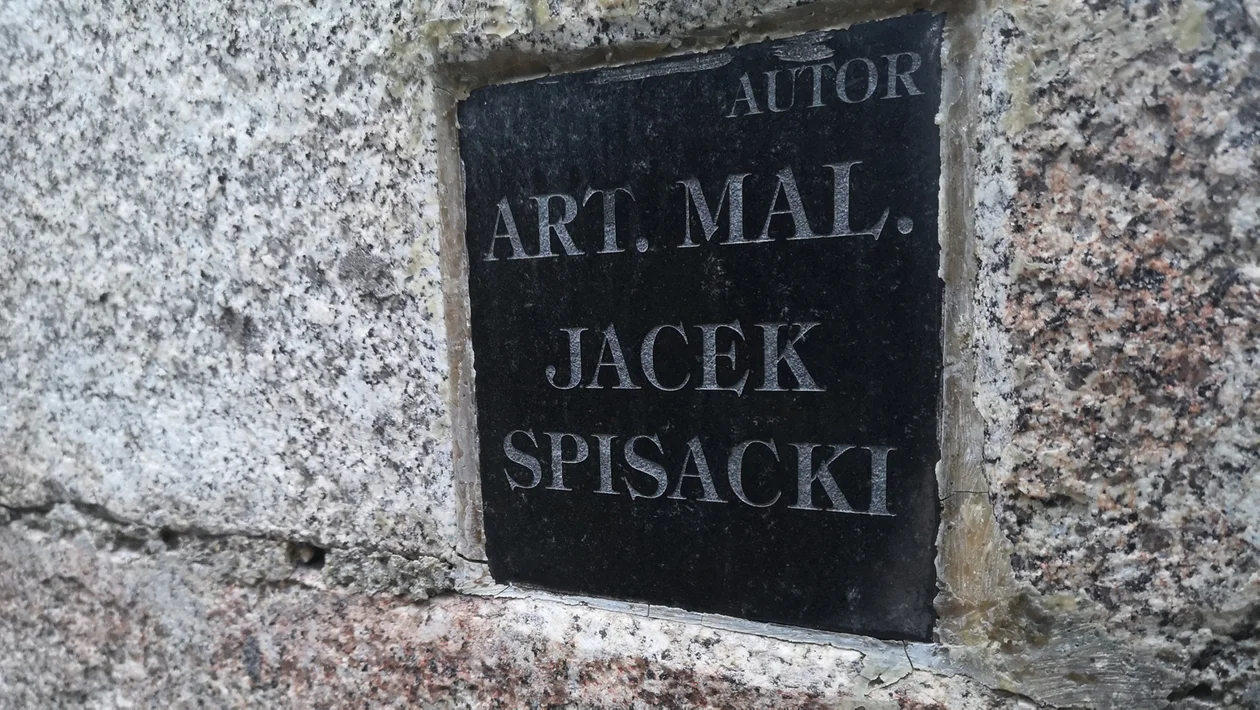 AUTOR
ART. MAL.
JACEK
SPISACKI